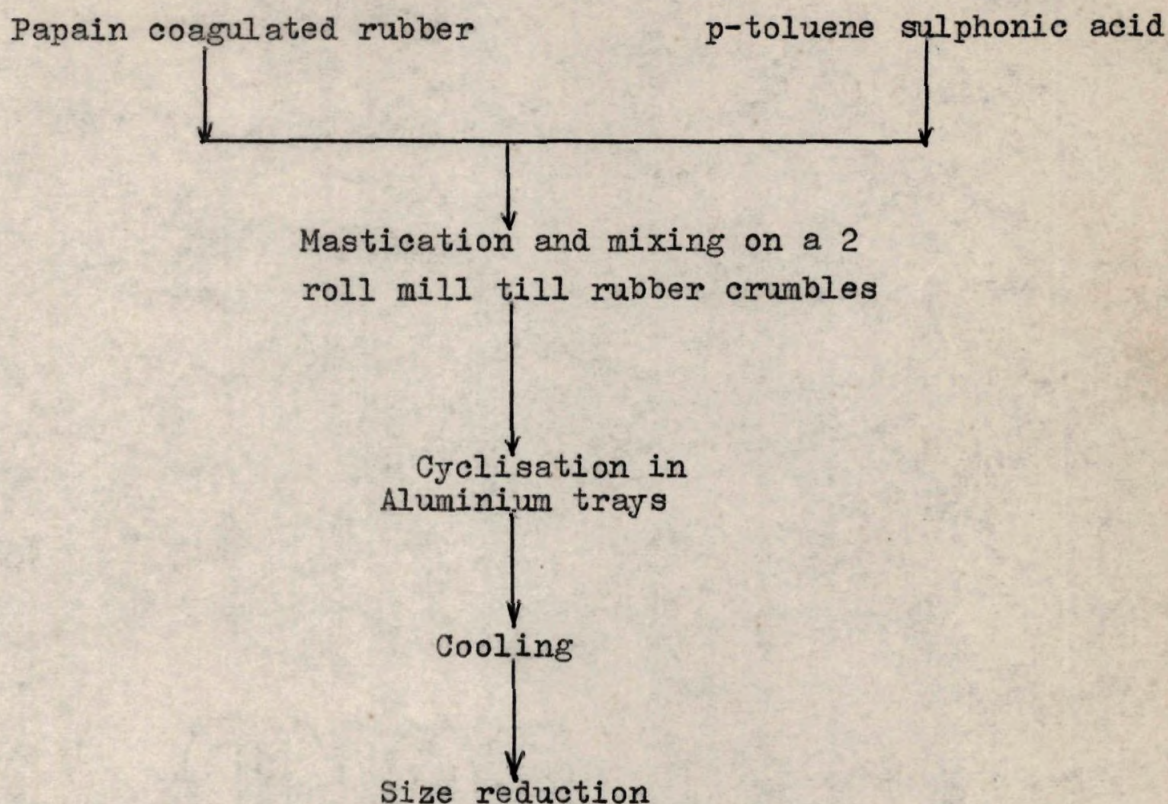 Papain coagulated rubber p-toluene sulphonic acid
Mastication and mixing on a 2
roll mill till rubber crumbles
Cyclisation in
Aluminium trays
Cooling
Size reduction